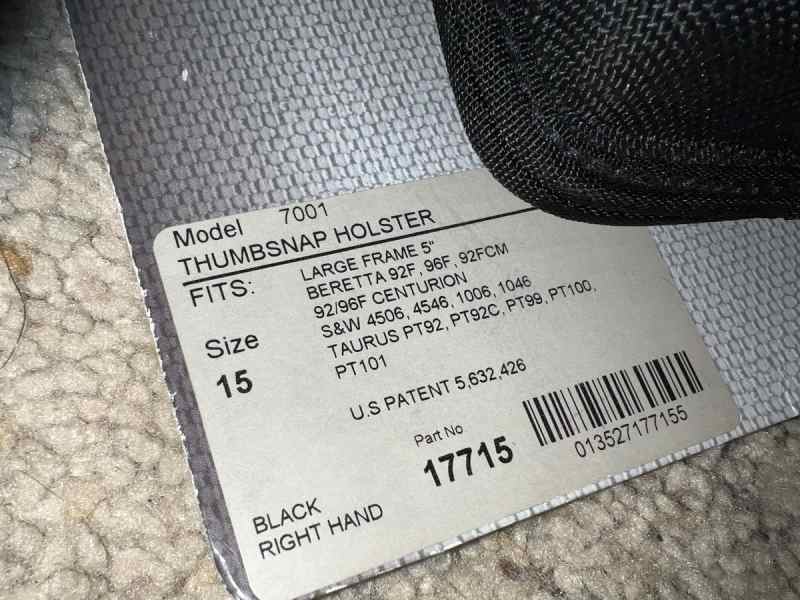 Model 7001
THUMBSNAP HOLSTER
FITS: LARGE FRAME 5"
BERETTA 92F, 96F, 92FCM
92/96F CENTURION
S&W 4506, 4546, 1006, 1046
TAURUS PT92, PT92C, PT99, PT100,
PT101
Size
15
U.S PATENT 5,632,426
Part No
17715
013527177155
BLACK
RIGHT HAND